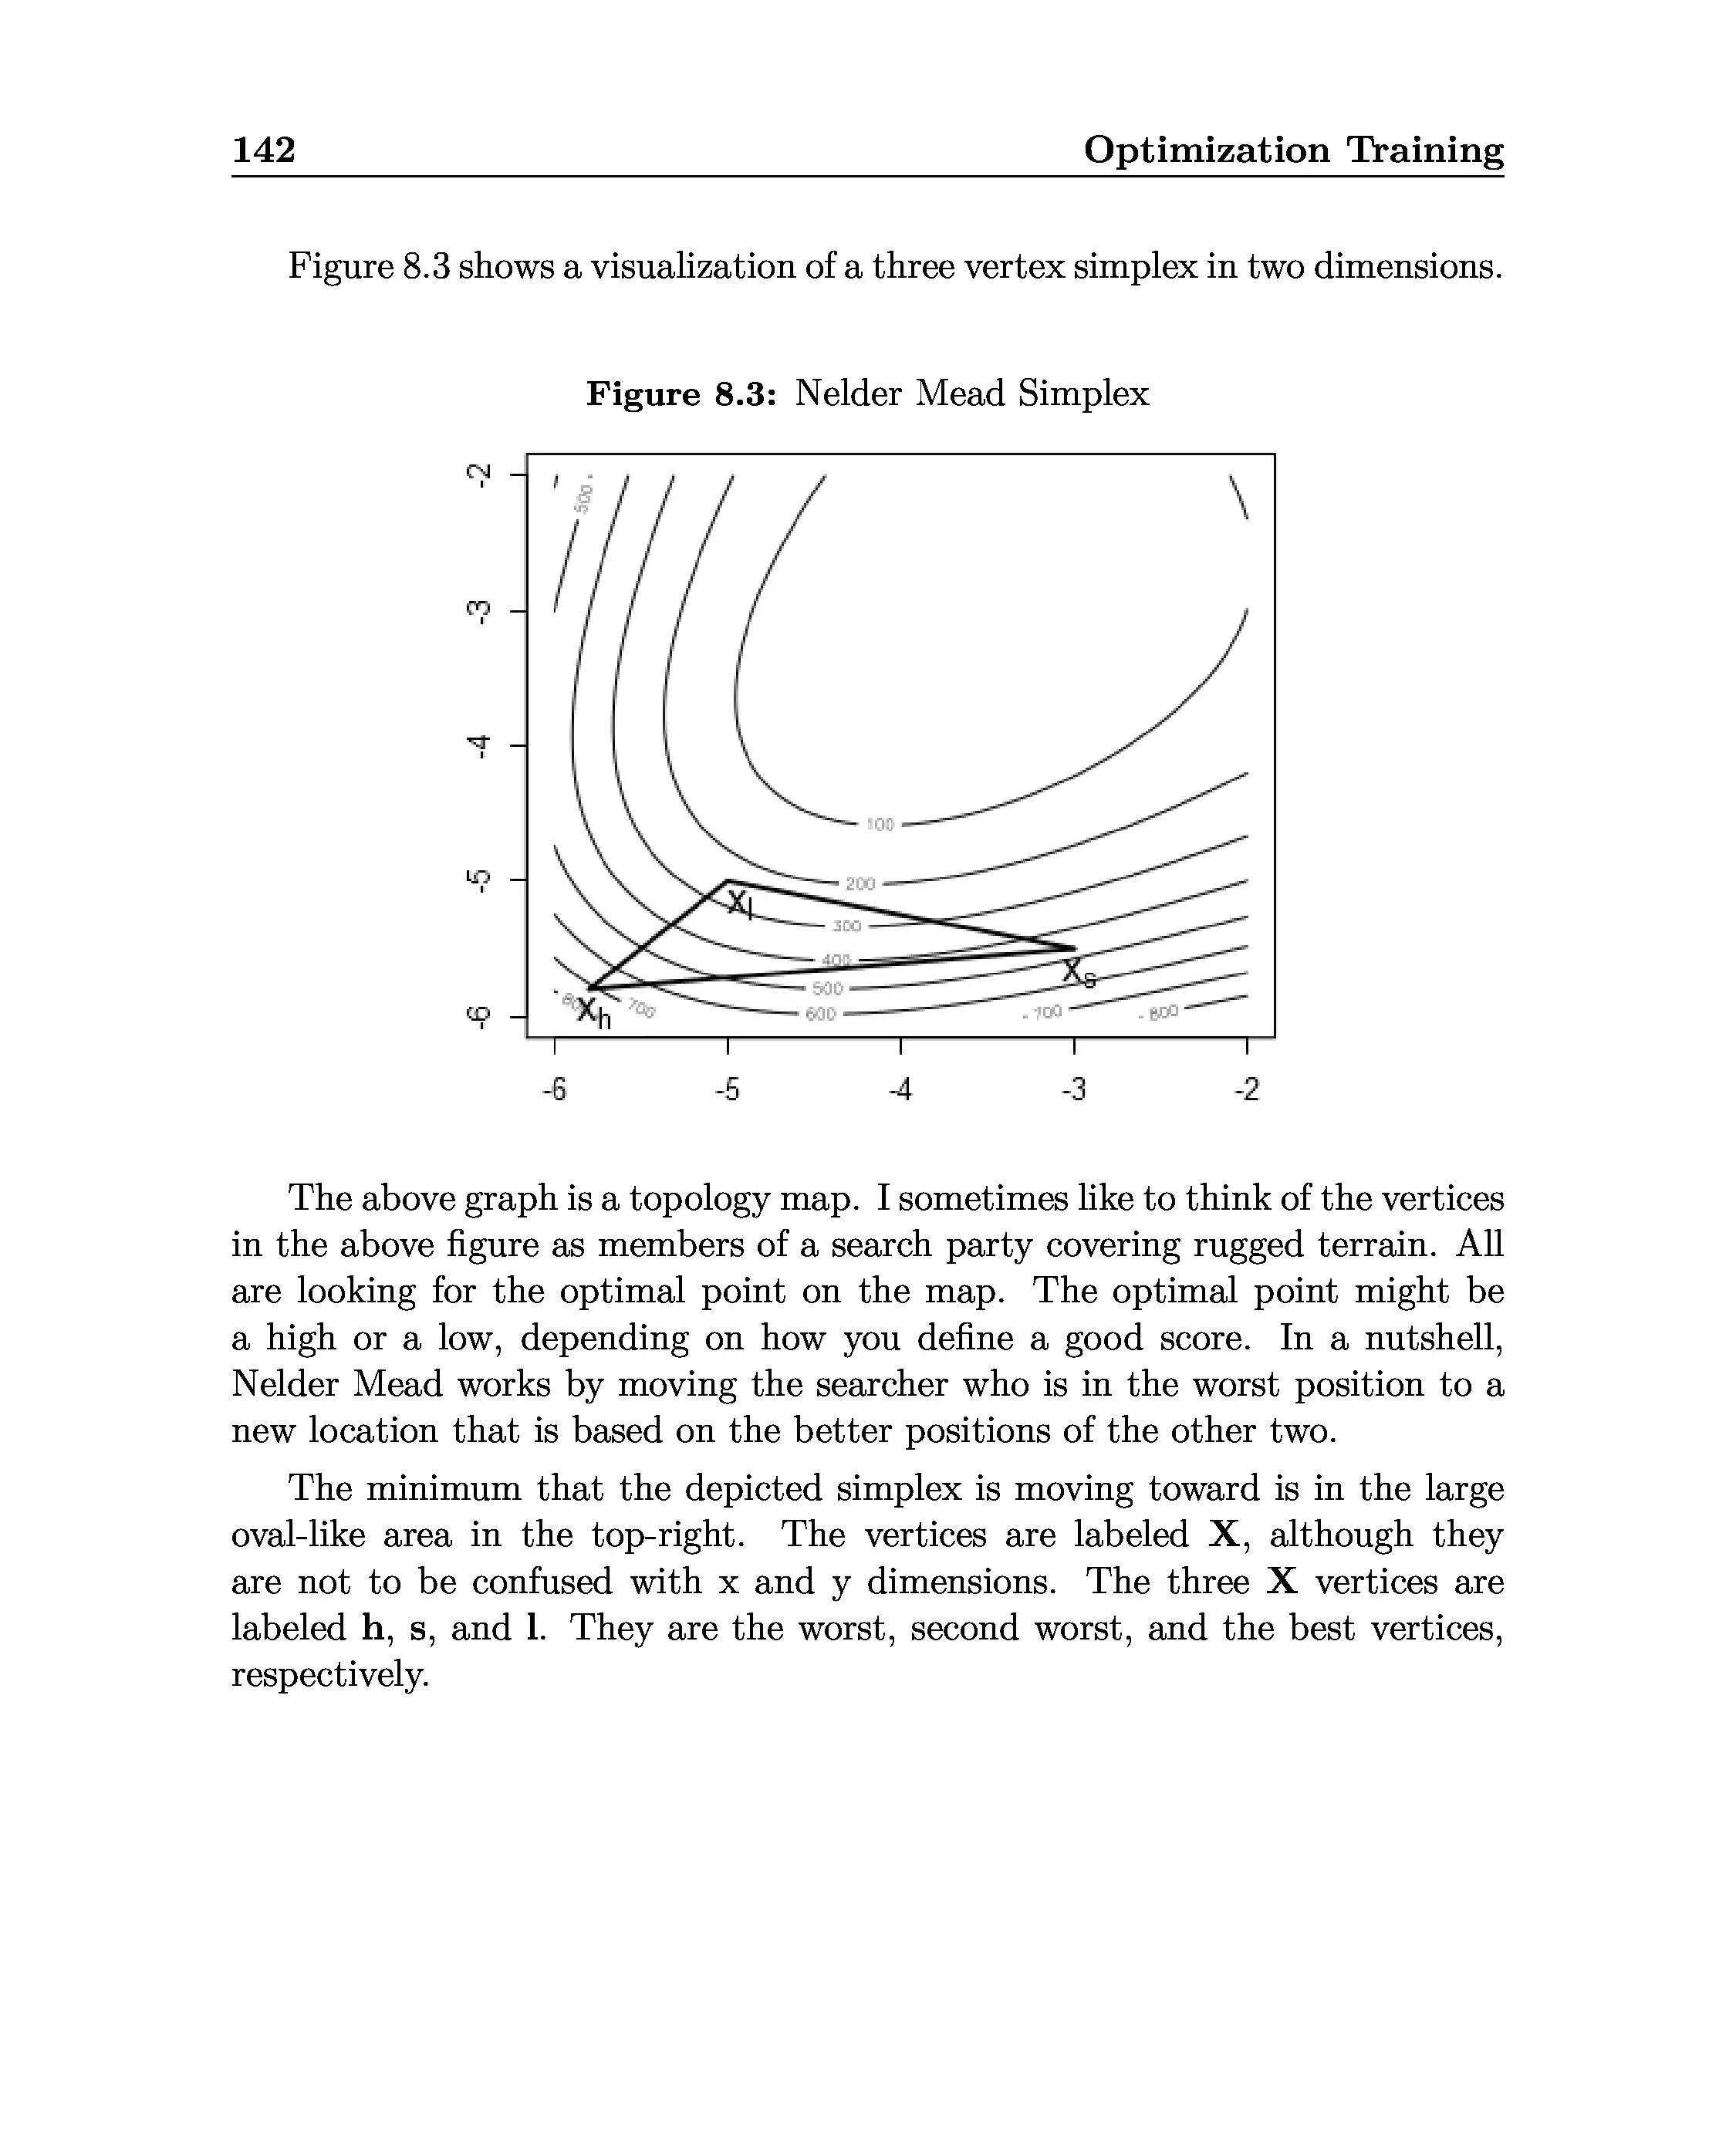 142 Optimization Training
Figure 8.3 shows a visualization of a three vertex simplex in two dimensions.
Figure 8.3: Nelder Mead Simplex
-2
-3
-4
-5
-6
500
100
200
300
400
500
600
700
700
800
Xl
Xs
Xh
-6 -5 -4 -3 -2
The above graph is a topology map. I sometimes like to think of the vertices
in the above figure as members of a search party covering rugged terrain. All
are looking for the optimal point on the map. The optimal point might be
a high or a low, depending on how you define a good score. In a nutshell,
Nelder Mead works by moving the searcher who is in the worst position to a
new location that is based on the better positions of the other two.
The minimum that the depicted simplex is moving toward is in the large
oval-like area in the top-right. The vertices are labeled X, although they
are not to be confused with x and y dimensions. The three X vertices are
labeled h, s, and l. They are the worst, second worst, and the best vertices,
respectively.